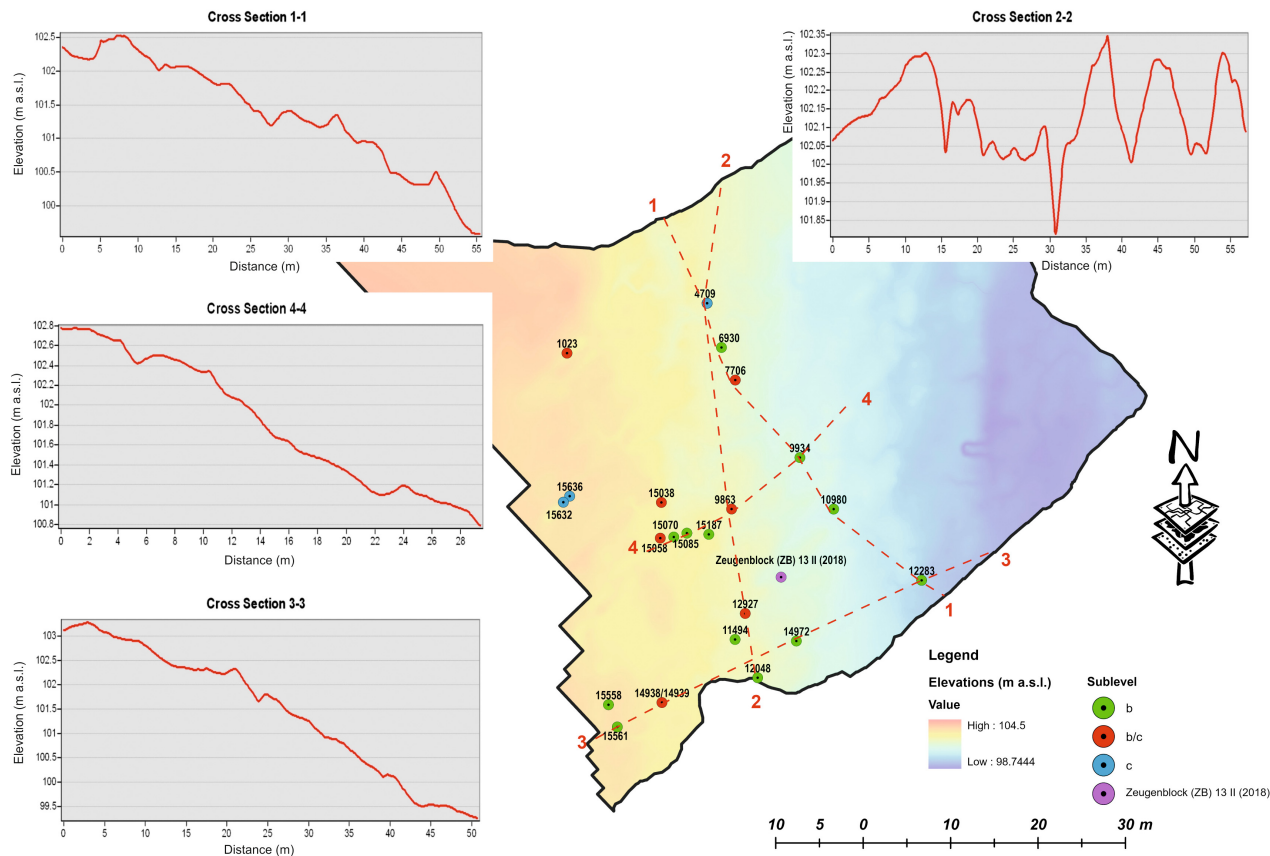 Cross Section 1-1
Elevation (m a.s.l.)
102.5
102
101.5
101
100.5
100
0 5 10 15 20 25 30 35 40 45 50 55
Distance (m)
Cross Section 2-2
Elevation (m a.s.l.)
102.35
102.3
102.25
102.2
102.15
102.1
102.05
102
101.95
101.9
101.85
0 5 10 15 20 25 30 35 40 45 50 55
Distance (m)
Cross Section 4-4
Elevation (m a.s.l.)
102.8
102.6
102.4
102.2
102
101.8
101.6
101.4
101.2
101
100.8
0 2 4 6 8 10 12 14 16 18 20 22 24 26 28
Distance (m)
Cross Section 3-3
Elevation (m a.s.l.)
103
102.5
102
101.5
101
100.5
100
99.5
0 5 10 15 20 25 30 35 40 45 50
Distance (m)
2
1
4709
6930
1023
7706
4
9934
15636
15632
15038
9863
10980
15070
15187
15085
15058
4
Zeugenblock (ZB) 13 II (2018)
3
12283
1
12927
11494
14972
12048
2
15558
14938/14939
15561
3
N
Legend
Elevations (m a.s.l.)
Value
High : 104.5
Low : 98.7444
Sublevel
b
b/c
c
Zeugenblock (ZB) 13 II (2018)
10 5 0 10 20 30 m